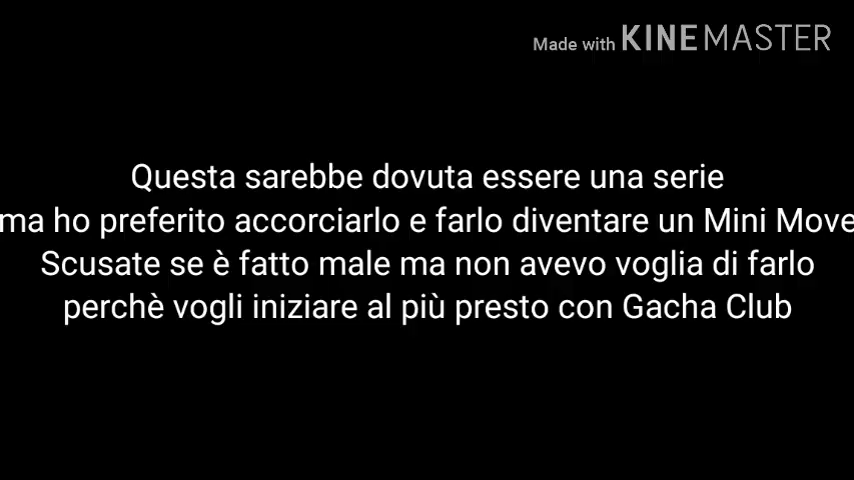 Made with KINEMASTER
Questa sarebbe dovuta essere una serie
ma ho preferito accorciarlo e farlo diventare un Mini Move
Scusate se è fatto male ma non avevo voglia di farlo
perchè vogli iniziare al più presto con Gacha Club